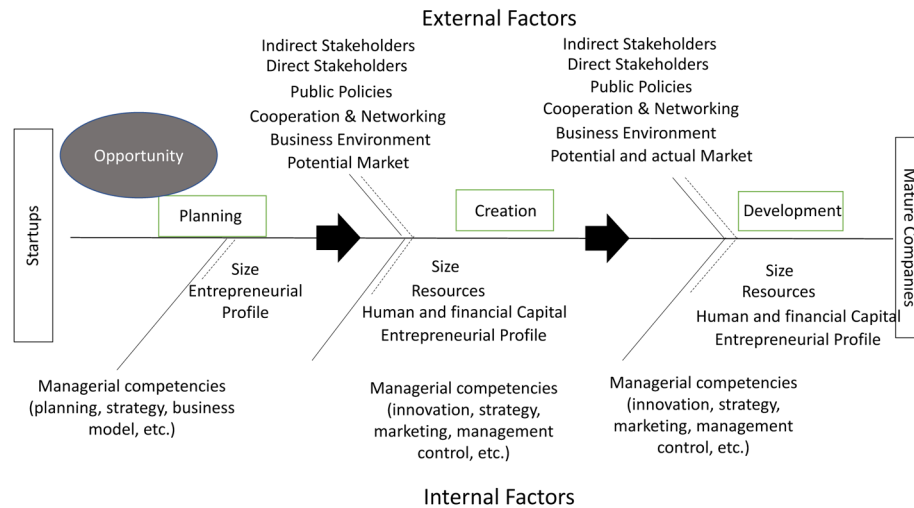 External Factors
Indirect Stakeholders
Direct Stakeholders
Public Policies
Cooperation & Networking
Business Environment
Potential Market
Indirect Stakeholders
Direct Stakeholders
Public Policies
Cooperation & Networking
Business Environment
Potential and actual Market
Startups
Opportunity
Planning
Creation
Development
Mature Companies
Size
Entrepreneurial
Profile
Size
Resources
Human and financial Capital
Entrepreneurial Profile
Size
Resources
Human and financial Capital
Entrepreneurial Profile
Managerial competencies
(planning, strategy, business
model, etc.)
Managerial competencies
(innovation, strategy,
marketing, management
control, etc.)
Managerial competencies
(innovation, strategy,
marketing, management
control, etc.)
Internal Factors